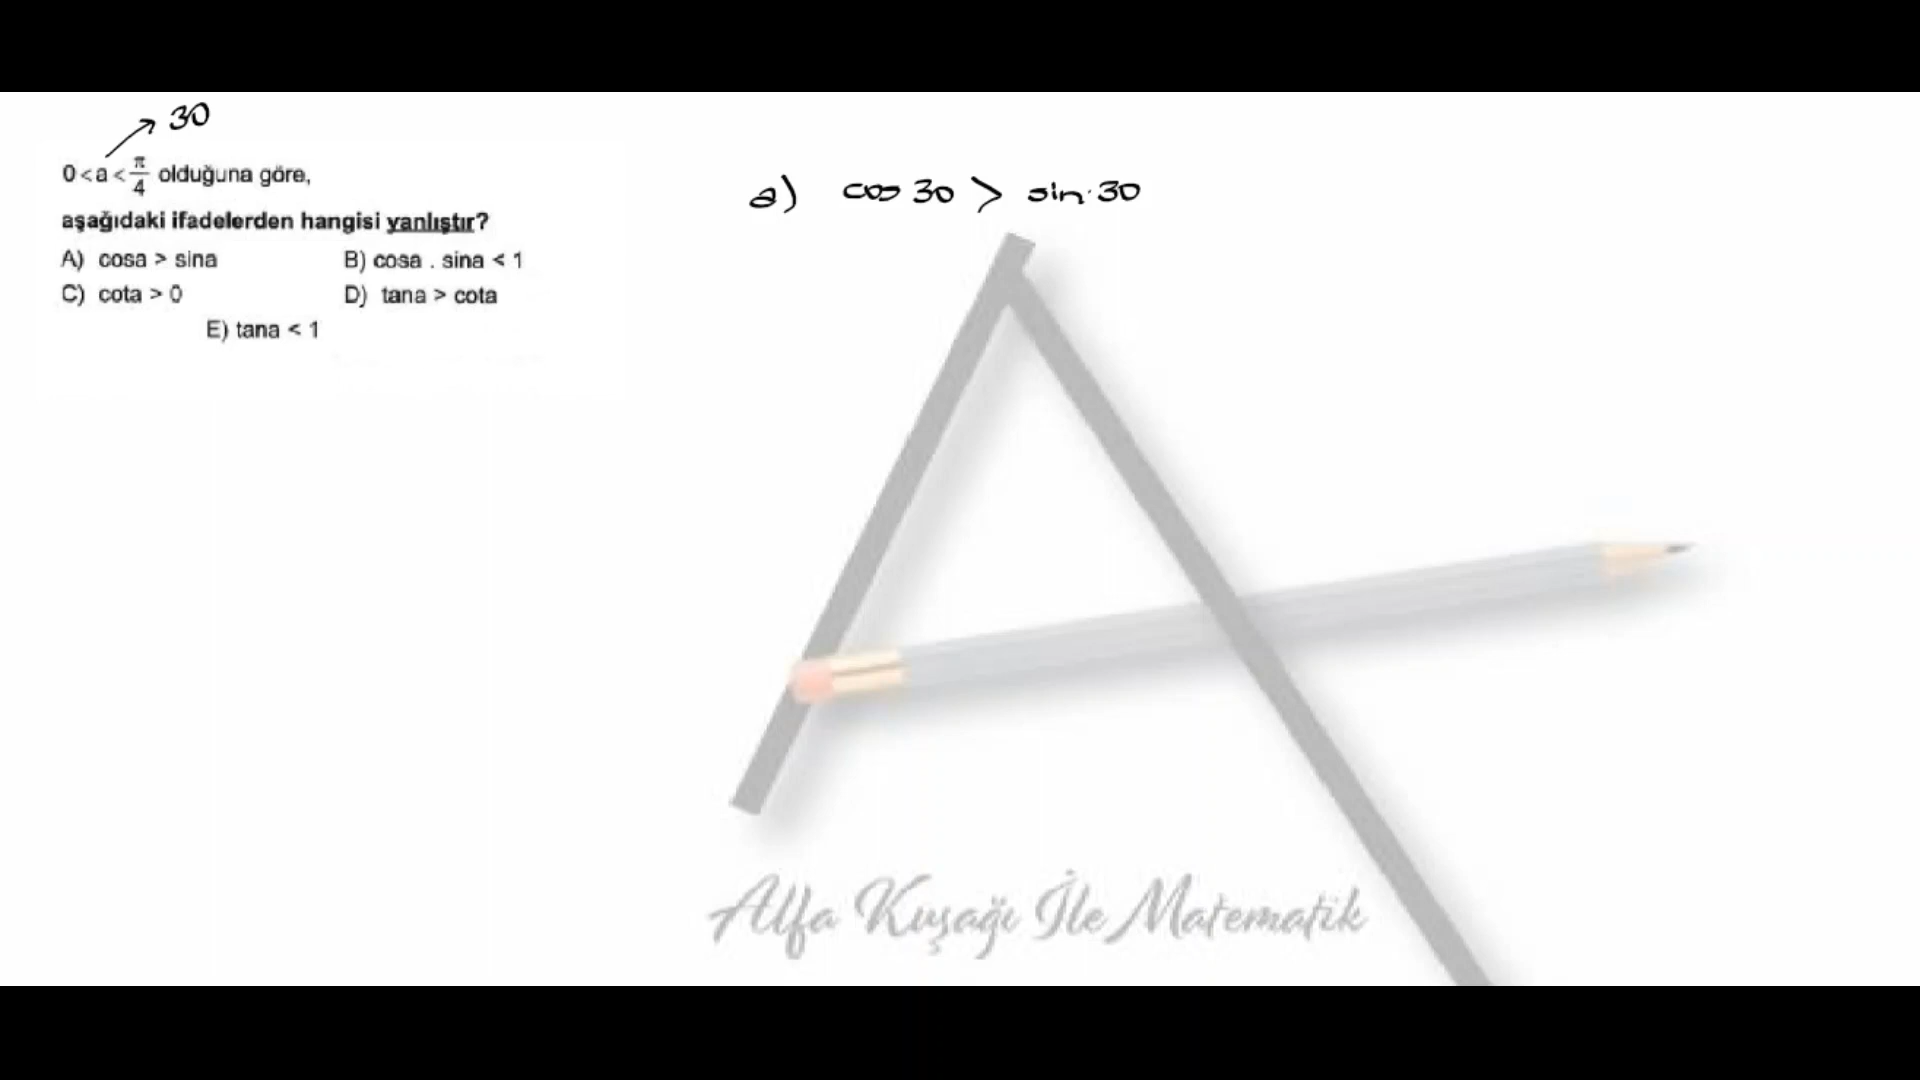 30
0 < a < π/4 olduğuna göre,
aşağıdaki ifadelerden hangisi yanlıştır?
A) cosa > sina
B) cosa . sina < 1
C) cota > 0
D) tana > cota
E) tana < 1
a) cos 30 > sin 30
Alfa Kuşağı İle Matematik